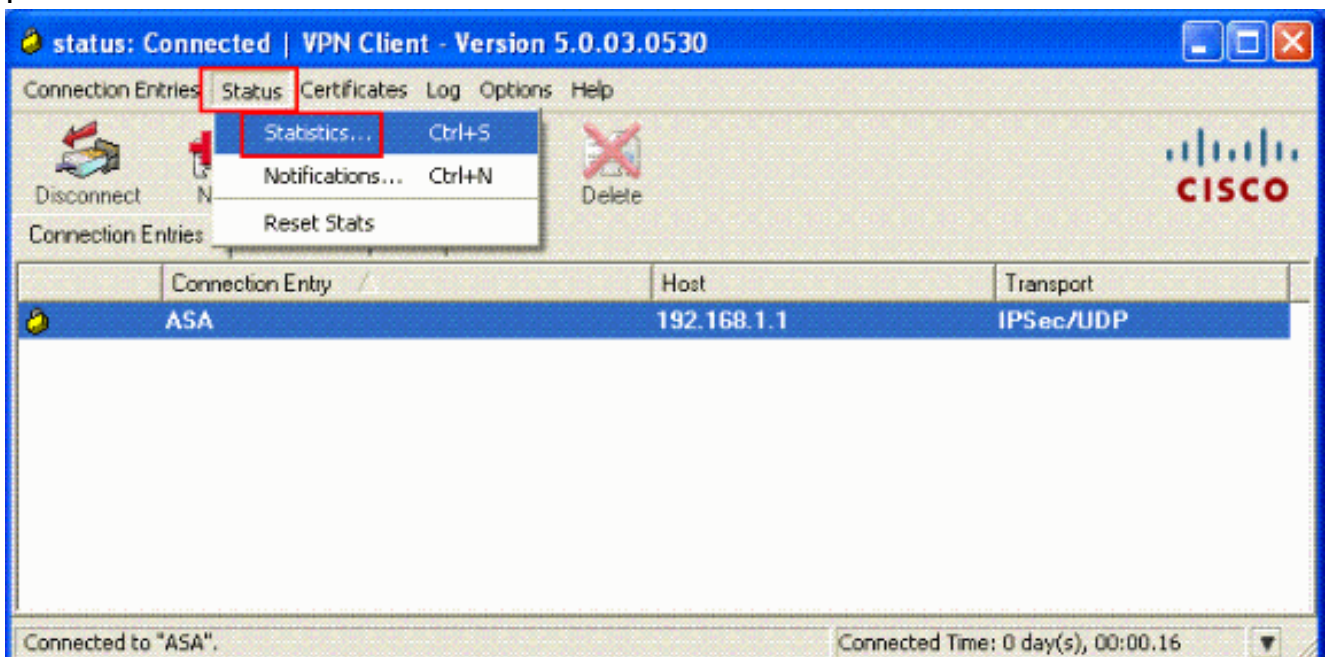 status: Connected | VPN Client - Version 5.0.03.0530
Connection Entries Status Certificates Log Options Help
Statistics... Ctrl+S
Notifications... Ctrl+N
Reset Stats
Disconnect N Delete
CISCO
Connection Entries
Connection Entry Host Transport
ASA 192.168.1.1 IPSec/UDP
Connected to "ASA". Connected Time: 0 day(s), 00:00.16